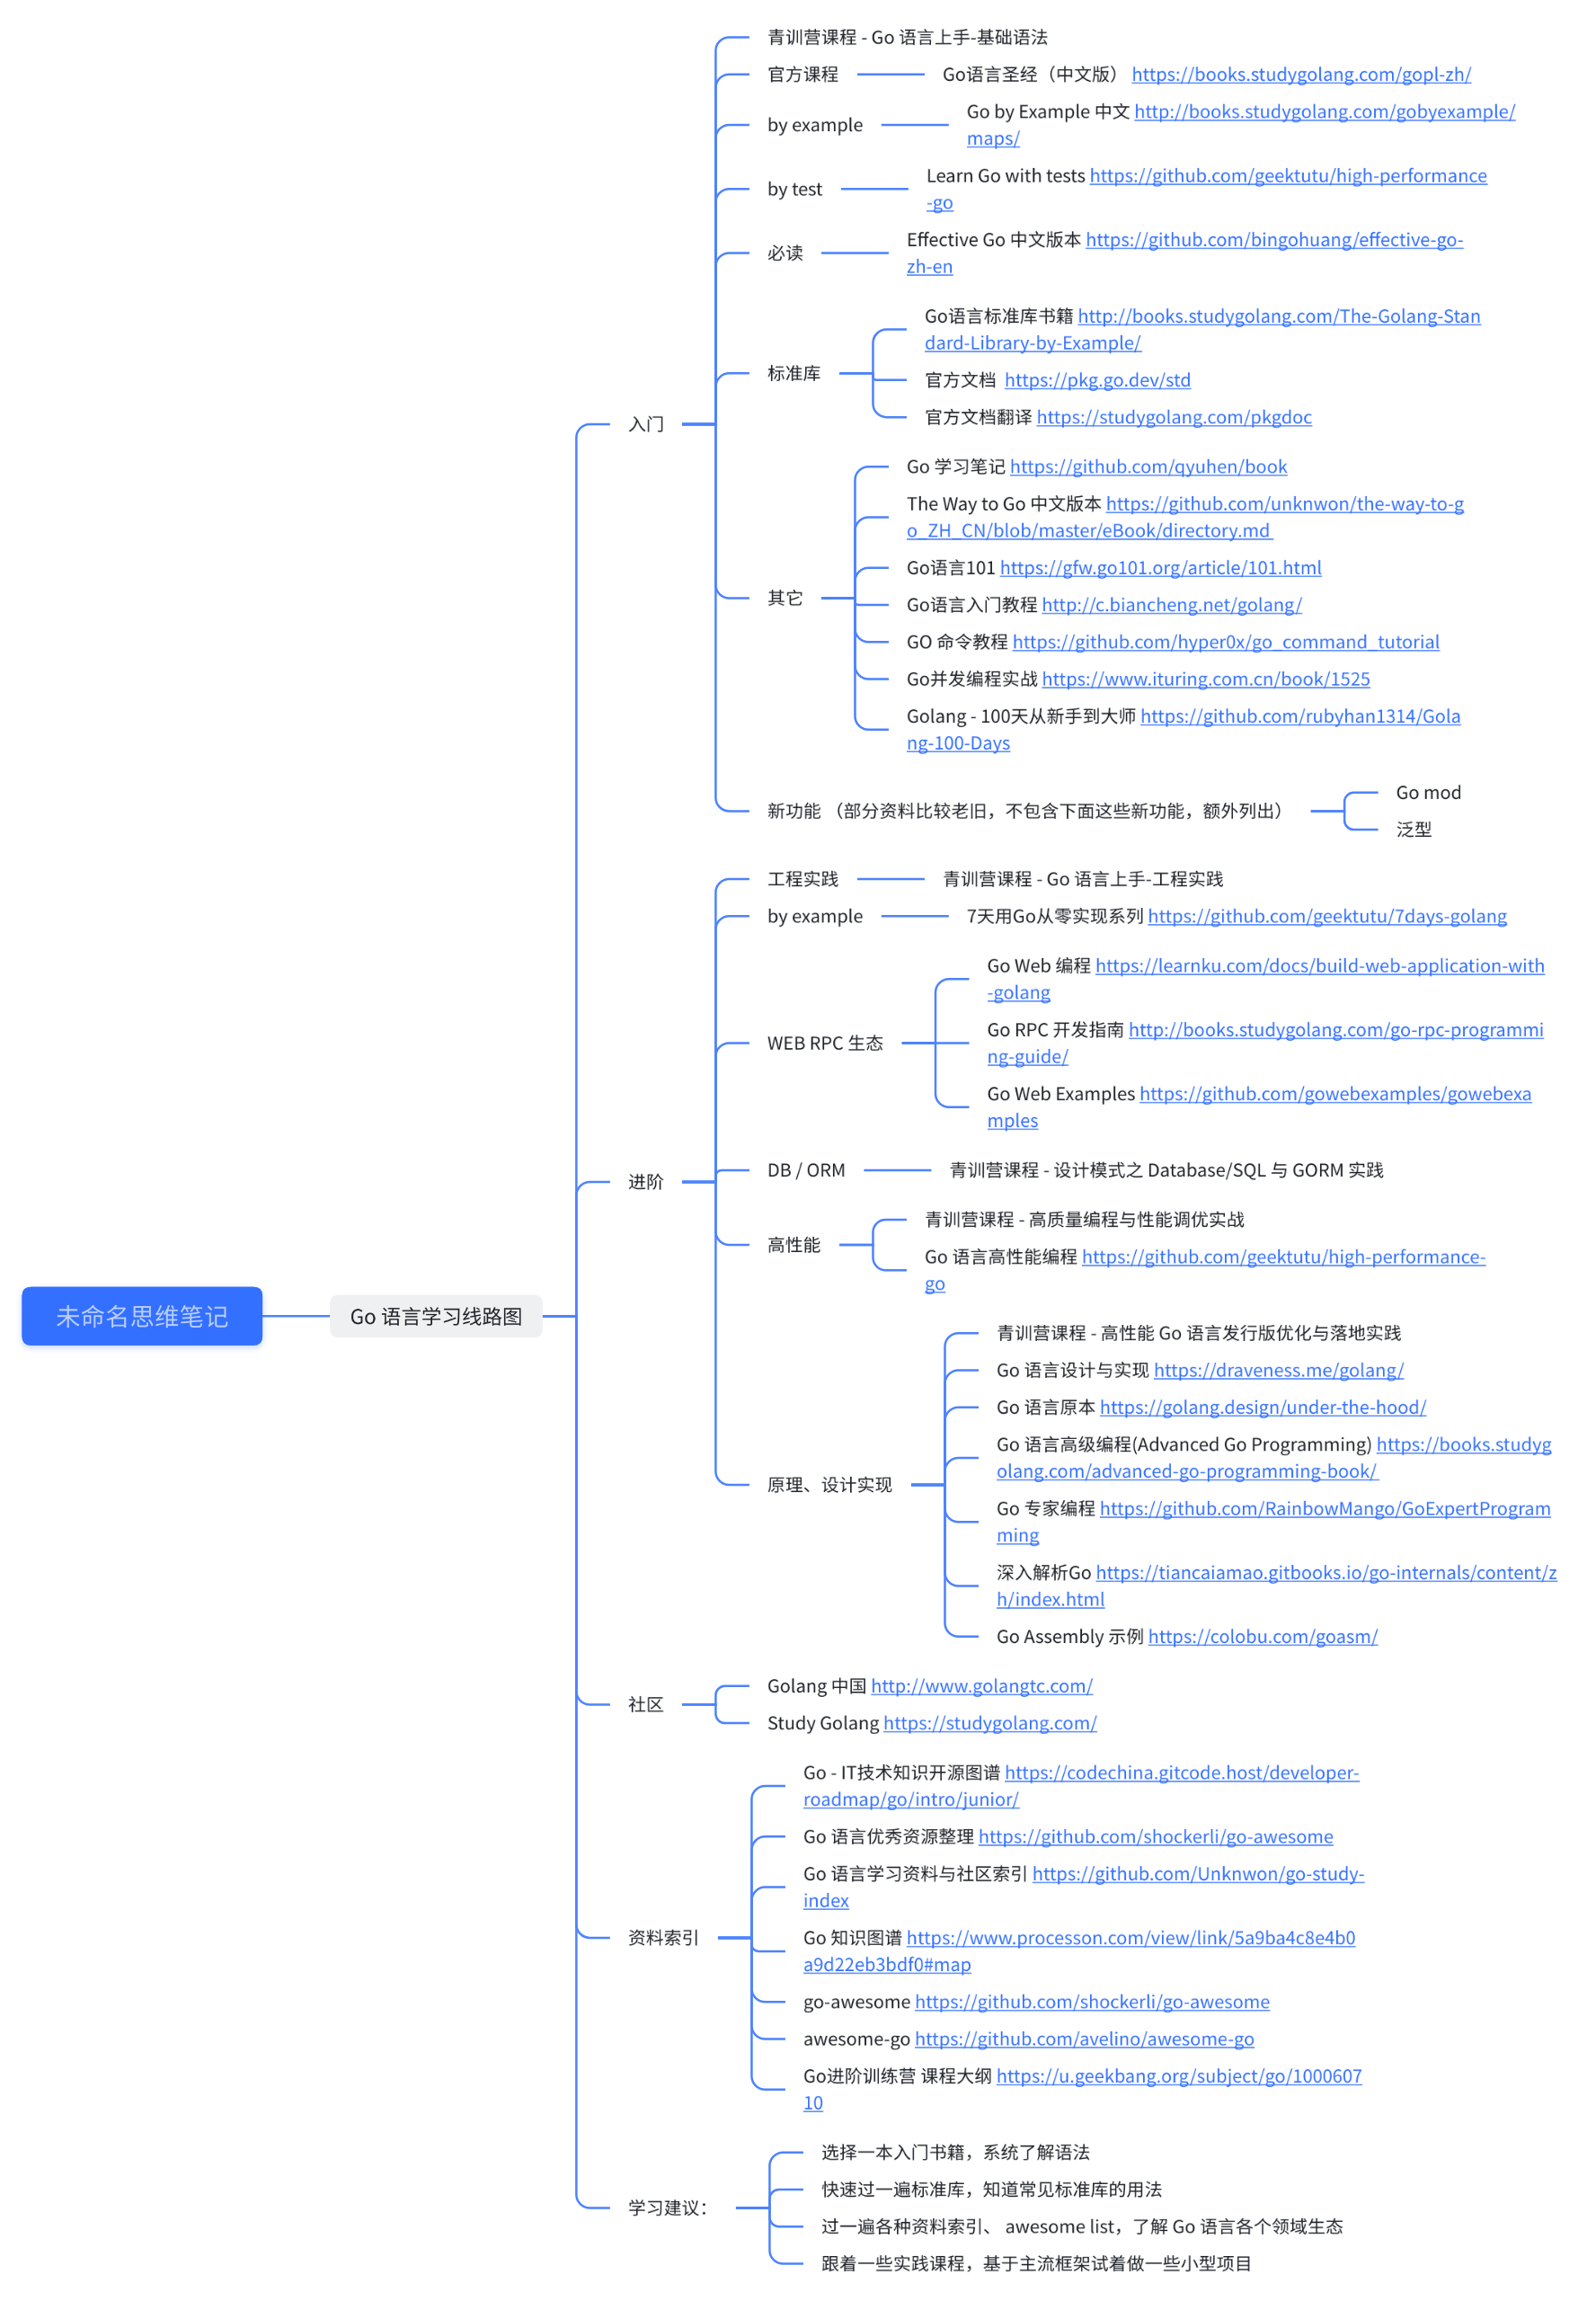 未命名思维笔记
Go 语言学习线路图
入门
青训营课程 - Go 语言上手-基础语法
官方课程
Go语言圣经（中文版） https://books.studygolang.com/gopl-zh/
by example
Go by Example 中文 http://books.studygolang.com/gobyexample/
maps/
by test
Learn Go with tests https://github.com/geektutu/high-performance
-go
必读
Effective Go 中文版本 https://github.com/bingohuang/effective-go-
zh-en
标准库
Go语言标准库书籍 http://books.studygolang.com/The-Golang-Stan
dard-Library-by-Example/
官方文档 https://pkg.go.dev/std
官方文档翻译 https://studygolang.com/pkgdoc
其它
Go 学习笔记 https://github.com/qyuhen/book
The Way to Go 中文版本 https://github.com/unknwon/the-way-to-g
o_ZH_CN/blob/master/eBook/directory.md
Go语言101 https://gfw.go101.org/article/101.html
Go语言入门教程 http://c.biancheng.net/golang/
GO 命令教程 https://github.com/hyper0x/go_command_tutorial
Go并发编程实战 https://www.ituring.com.cn/book/1525
Golang - 100天从新手到大师 https://github.com/rubyhan1314/Gola
ng-100-Days
新功能 （部分资料比较老旧，不包含下面这些新功能，额外列出）
Go mod
泛型
进阶
工程实践
青训营课程 - Go 语言上手-工程实践
by example
7天用Go从零实现系列 https://github.com/geektutu/7days-golang
WEB RPC 生态
Go Web 编程 https://learnku.com/docs/build-web-application-with
-golang
Go RPC 开发指南 http://books.studygolang.com/go-rpc-programmi
ng-guide/
Go Web Examples https://github.com/gowebexamples/gowebexa
mples
DB / ORM
青训营课程 - 设计模式之 Database/SQL 与 GORM 实践
高性能
青训营课程 - 高质量编程与性能调优实战
Go 语言高性能编程 https://github.com/geektutu/high-performance-
go
原理、设计实现
青训营课程 - 高性能 Go 语言发行版优化与落地实践
Go 语言设计与实现 https://draveness.me/golang/
Go 语言原本 https://golang.design/under-the-hood/
Go 语言高级编程(Advanced Go Programming) https://books.studyg
olang.com/advanced-go-programming-book/
Go 专家编程 https://github.com/RainbowMango/GoExpertProgram
ming
深入解析Go https://tiancaiamao.gitbooks.io/go-internals/content/z
h/index.html
Go Assembly 示例 https://colobu.com/goasm/
社区
Golang 中国 http://www.golangtc.com/
Study Golang https://studygolang.com/
资料索引
Go - IT技术知识开源图谱 https://codechina.gitcode.host/developer-
roadmap/go/intro/junior/
Go 语言优秀资源整理 https://github.com/shockerli/go-awesome
Go 语言学习资料与社区索引 https://github.com/Unknwon/go-study-
index
Go 知识图谱 https://www.processon.com/view/link/5a9ba4c8e4b0
a9d22eb3bdf0#map
go-awesome https://github.com/shockerli/go-awesome
awesome-go https://github.com/avelino/awesome-go
Go进阶训练营 课程大纲 https://u.geekbang.org/subject/go/1000607
10
学习建议：
选择一本入门书籍，系统了解语法
快速过一遍标准库，知道常见标准库的用法
过一遍各种资料索引、 awesome list，了解 Go 语言各个领域生态
跟着一些实践课程，基于主流框架试着做一些小型项目